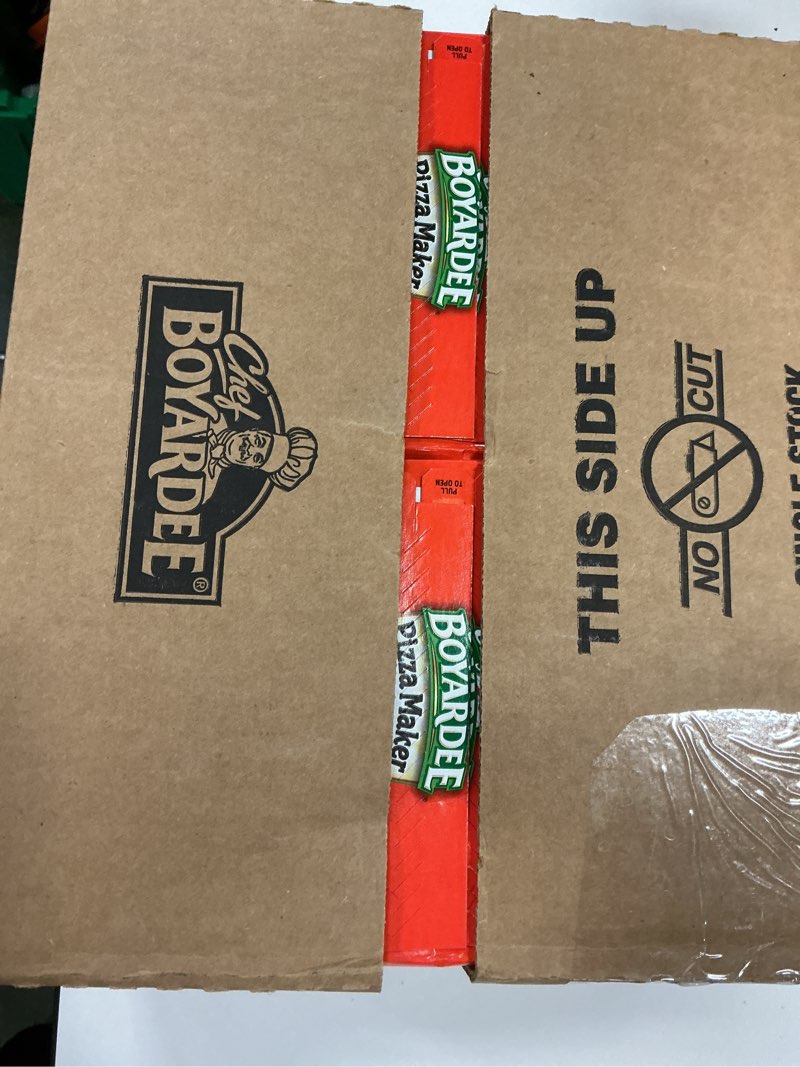 Chef
BOYARDEE®
PULL
TO OPEN
BOYARDEE
Pizza Maker
PULL
TO OPEN
BOYARDEE
Pizza Maker
THIS SIDE UP
NO CUT